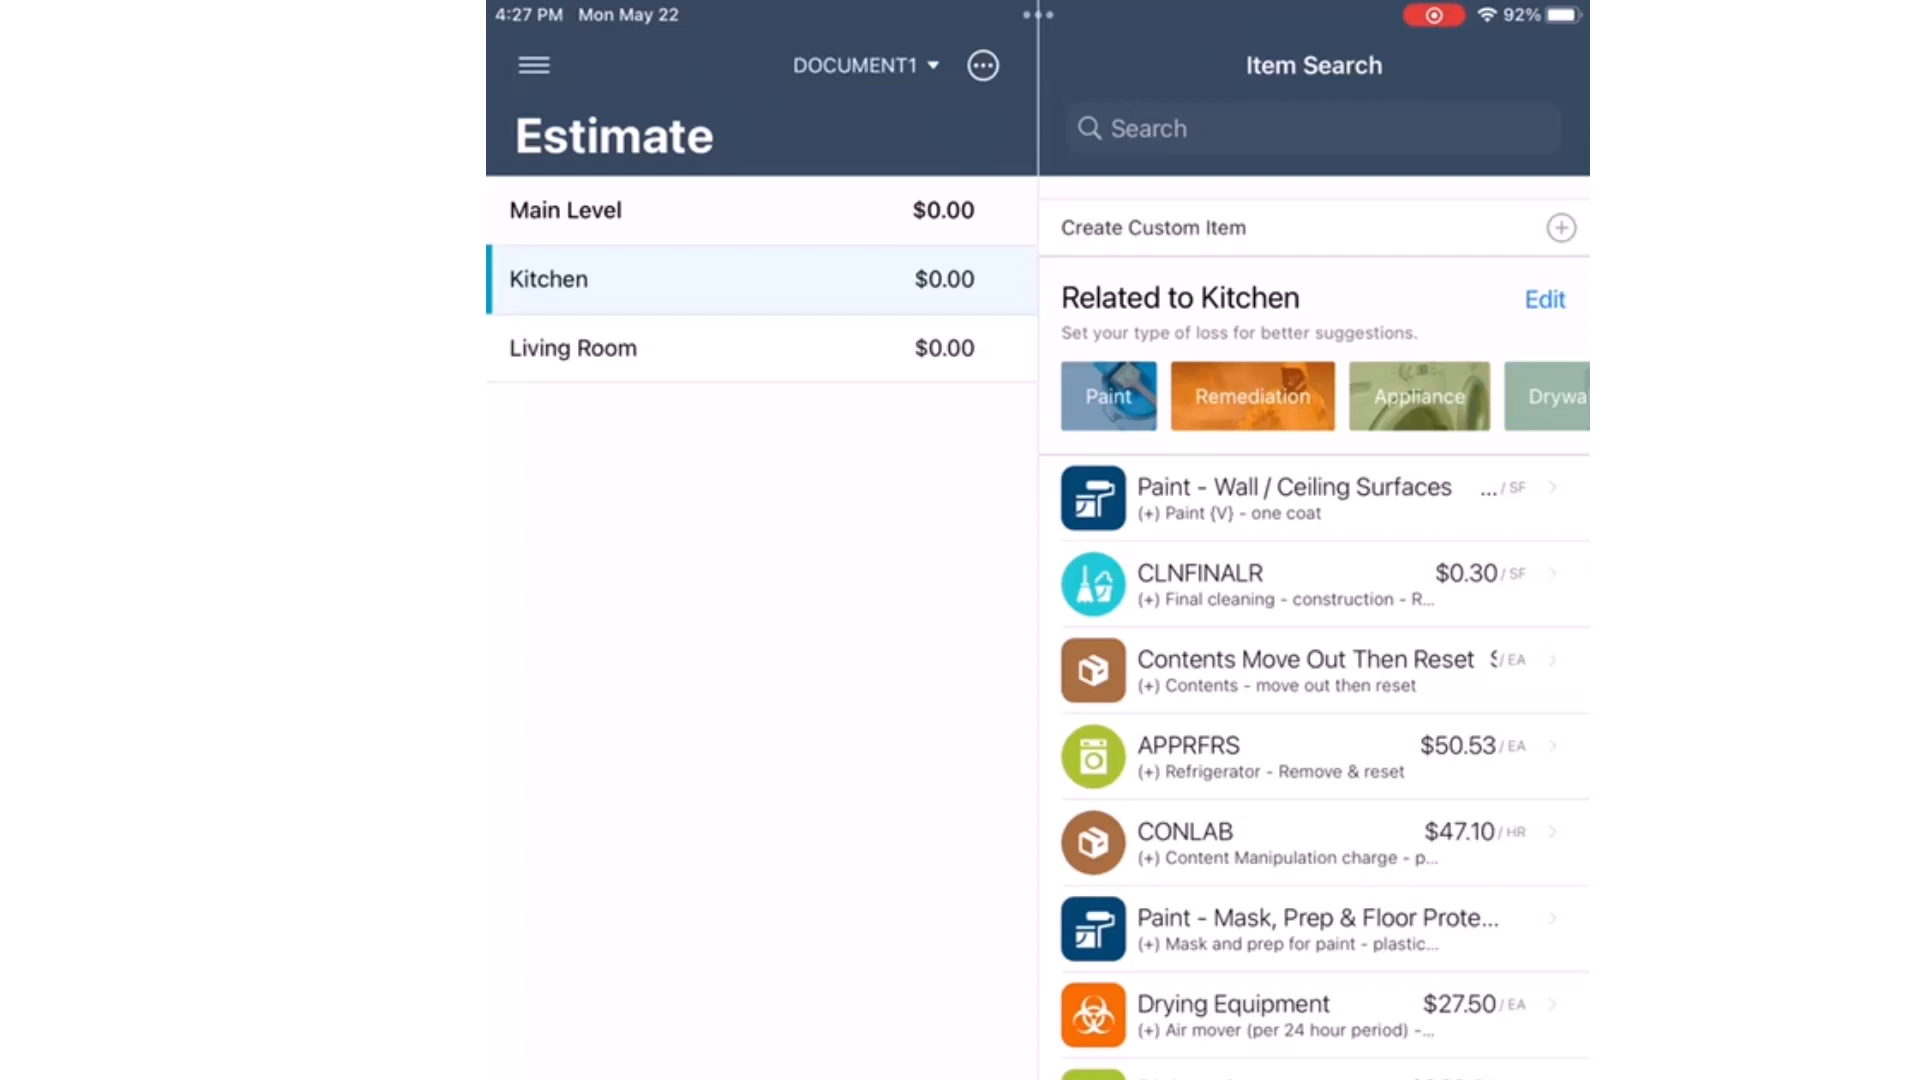 4:27 PM Mon May 22
92%
DOCUMENT1
Estimate
Main Level $0.00
Kitchen $0.00
Living Room $0.00
Item Search
Search
Create Custom Item
Related to Kitchen Edit
Set your type of loss for better suggestions.
Paint Remediation Appliance Drywa
Paint - Wall / Ceiling Surfaces ... / SF
(+) Paint {V} - one coat
CLNFINALR $0.30 / SF
(+) Final cleaning - construction - R...
Contents Move Out Then Reset $ / EA
(+) Contents - move out then reset
APPRFRS $50.53 / EA
(+) Refrigerator - Remove & reset
CONLAB $47.10 / HR
(+) Content Manipulation charge - p...
Paint - Mask, Prep & Floor Prote...
(+) Mask and prep for paint - plastic...
Drying Equipment $27.50 / EA
(+) Air mover (per 24 hour period) -...